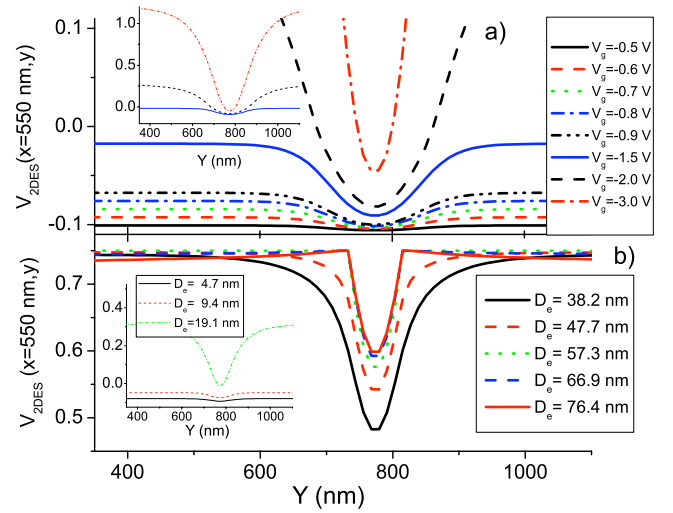 a)
V2DES(x=550 nm,y)
0.1
0.0
-0.1
1.0
0.5
0.0
400 600 800 1000
Y (nm)
Vg=-0.5 V
Vg=-0.6 V
Vg=-0.7 V
Vg=-0.8 V
Vg=-0.9 V
Vg=-1.5 V
Vg=-2.0 V
Vg=-3.0 V
b)
V2DES(x=550 nm,y)
0.7
0.6
0.5
De= 4.7 nm
De= 9.4 nm
De=19.1 nm
0.4
0.2
0.0
400 600 800 1000
Y (nm)
De= 38.2 nm
De= 47.7 nm
De= 57.3 nm
De= 66.9 nm
De= 76.4 nm
400 600 800 1000
Y (nm)